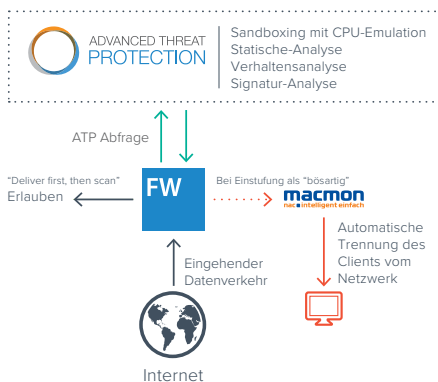 ADVANCED THREAT
PROTECTION
Sandboxing mit CPU-Emulation
Statische-Analyse
Verhaltensanalyse
Signatur-Analyse
ATP Abfrage
"Deliver first, then scan"
Erlauben
FW
Bei Einstufung als "bösartig"
macmon
nac intelligent einfach
Automatische
Trennung des
Clients vom
Netzwerk
Eingehender
Datenverkehr
Internet